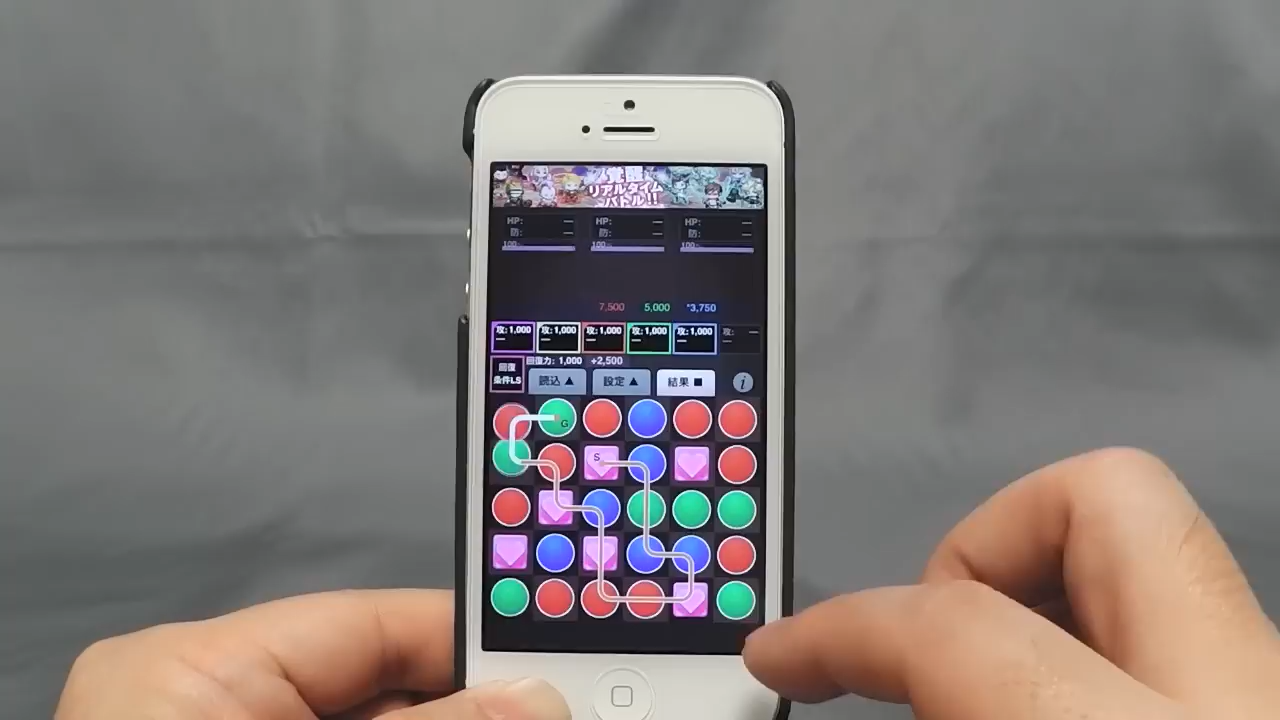 覚醒
リアルタイム
バトル!!
HP: — HP: — HP: —
防: — 防: — 防: —
100% 100% 100%
7,500 5,000 *3,750
攻: 1,000 攻: 1,000 攻: 1,000 攻: 1,000 攻: 1,000 攻: —
— — — — — —
回復力: 1,000 +2,500
回復
条件LS
読込▲ 設定▲ 結果■ i
G
S